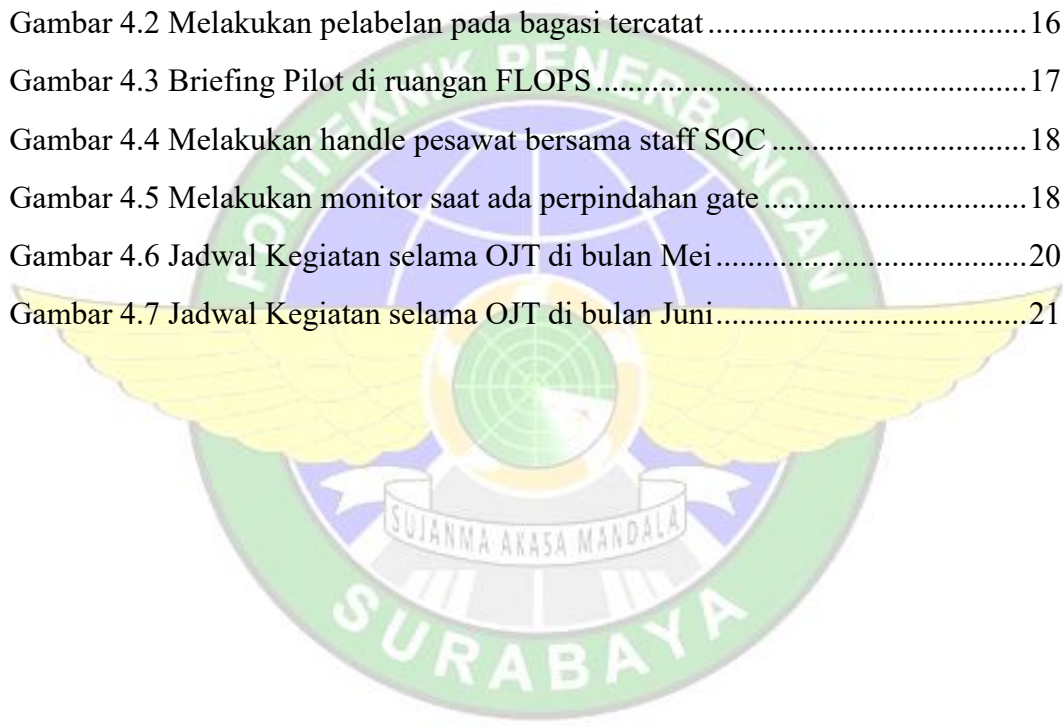 Gambar 4.2 Melakukan pelabelan pada bagasi tercatat.............................................16
Gambar 4.3 Briefing Pilot di ruangan FLOPS.............................................................17
Gambar 4.4 Melakukan handle pesawat bersama staff SQC....................................18
Gambar 4.5 Melakukan monitor saat ada perpindahan gate.....................................18
Gambar 4.6 Jadwal Kegiatan selama OJT di bulan Mei............................................20
Gambar 4.7 Jadwal Kegiatan selama OJT di bulan Juni............................................21
POLITEKNIK PENERBANGAN
SUJANMA AKASA MANDALA
SURABAYA